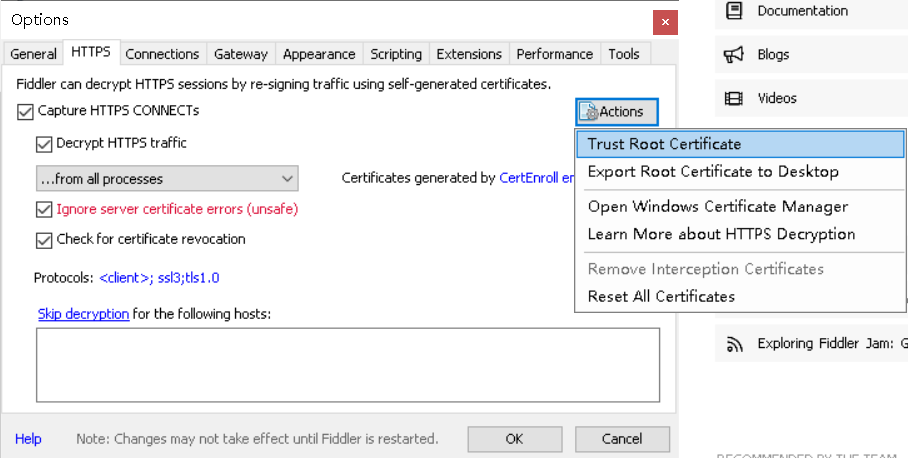 Options
General HTTPS Connections Gateway Appearance Scripting Extensions Performance Tools
Fiddler can decrypt HTTPS sessions by re-signing traffic using self-generated certificates.
Capture HTTPS CONNECTs
Actions
Decrypt HTTPS traffic
...from all processes
Certificates generated by CertEnroll
Ignore server certificate errors (unsafe)
Check for certificate revocation
Protocols: <client>; ssl3;tls1.0
Skip decryption for the following hosts:
Trust Root Certificate
Export Root Certificate to Desktop
Open Windows Certificate Manager
Learn More about HTTPS Decryption
Remove Interception Certificates
Reset All Certificates
Help
Note: Changes may not take effect until Fiddler is restarted.
OK
Cancel
Documentation
Blogs
Videos
Exploring Fiddler Jam:
RECOMMENDED BY THE TEAM